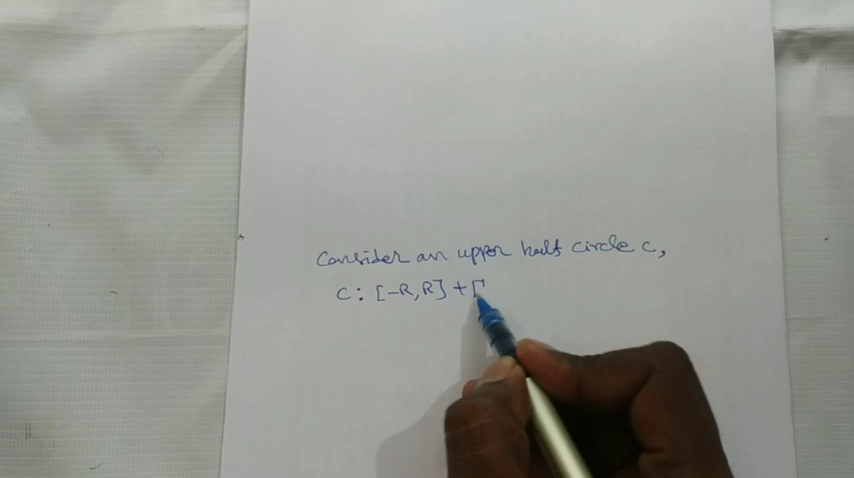 Consider an upper half circle C,
C : [-R, R] + Γ